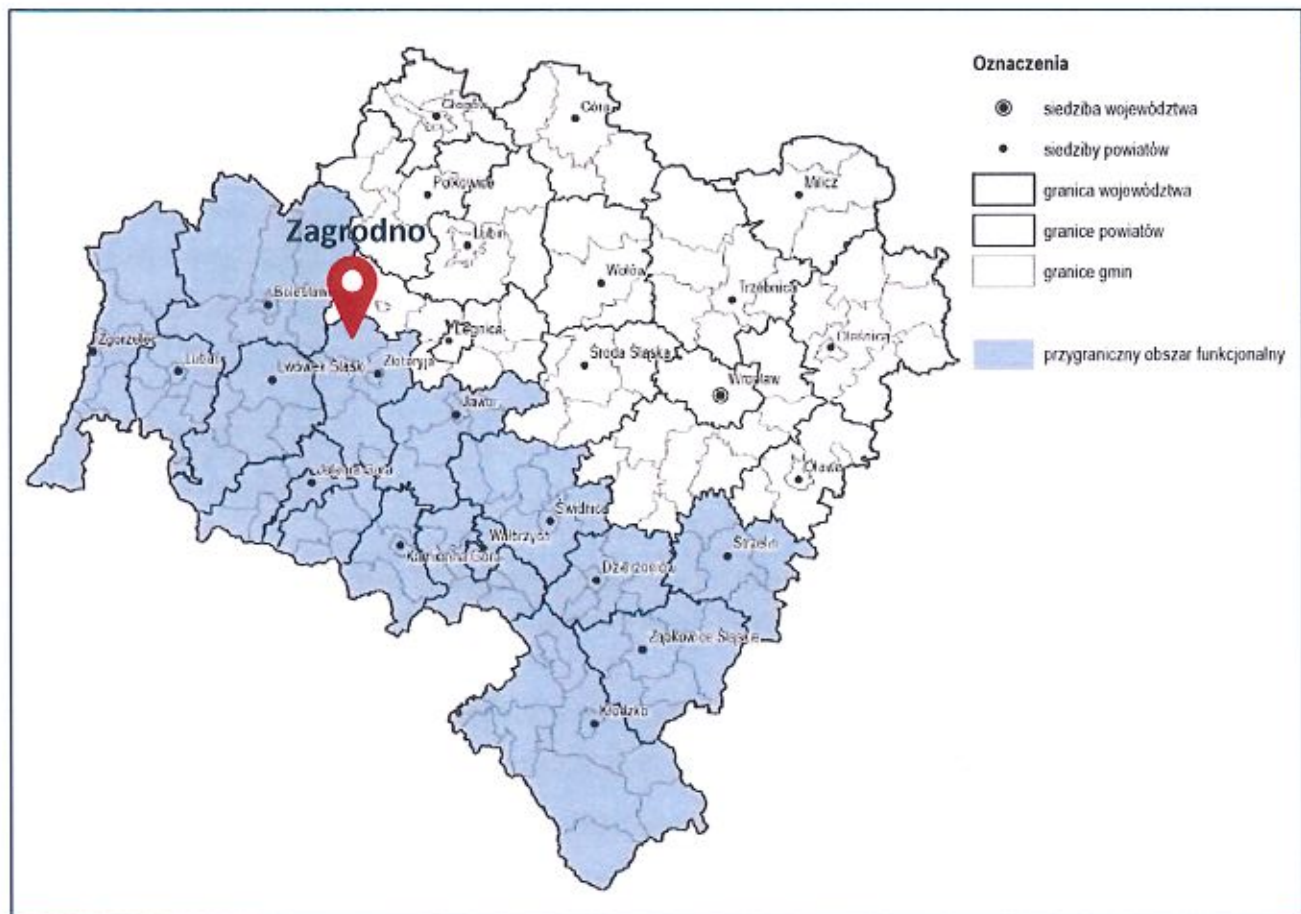 Oznaczenia
siedziba województwa
siedziby powiatów
granica województwa
granice powiatów
granice gmin
przygraniczny obszar funkcjonalny
Głogów
Góra
Polkowice
Milicz
Zagrodno
Lubin
Wołów
Trzebnica
Bolesław
Legnica
Oleśnica
Zgorzelec
Lubań
Lwówek Śląsk
Złotoryja
Środa Śląska
Wrocław
Jawor
Jelenia Góra
Oława
Świdnica
Wałbrzych
Kamienna Góra
Strzelin
Dzierżoniów
Ząbkowice Śląskie
Kłodzko